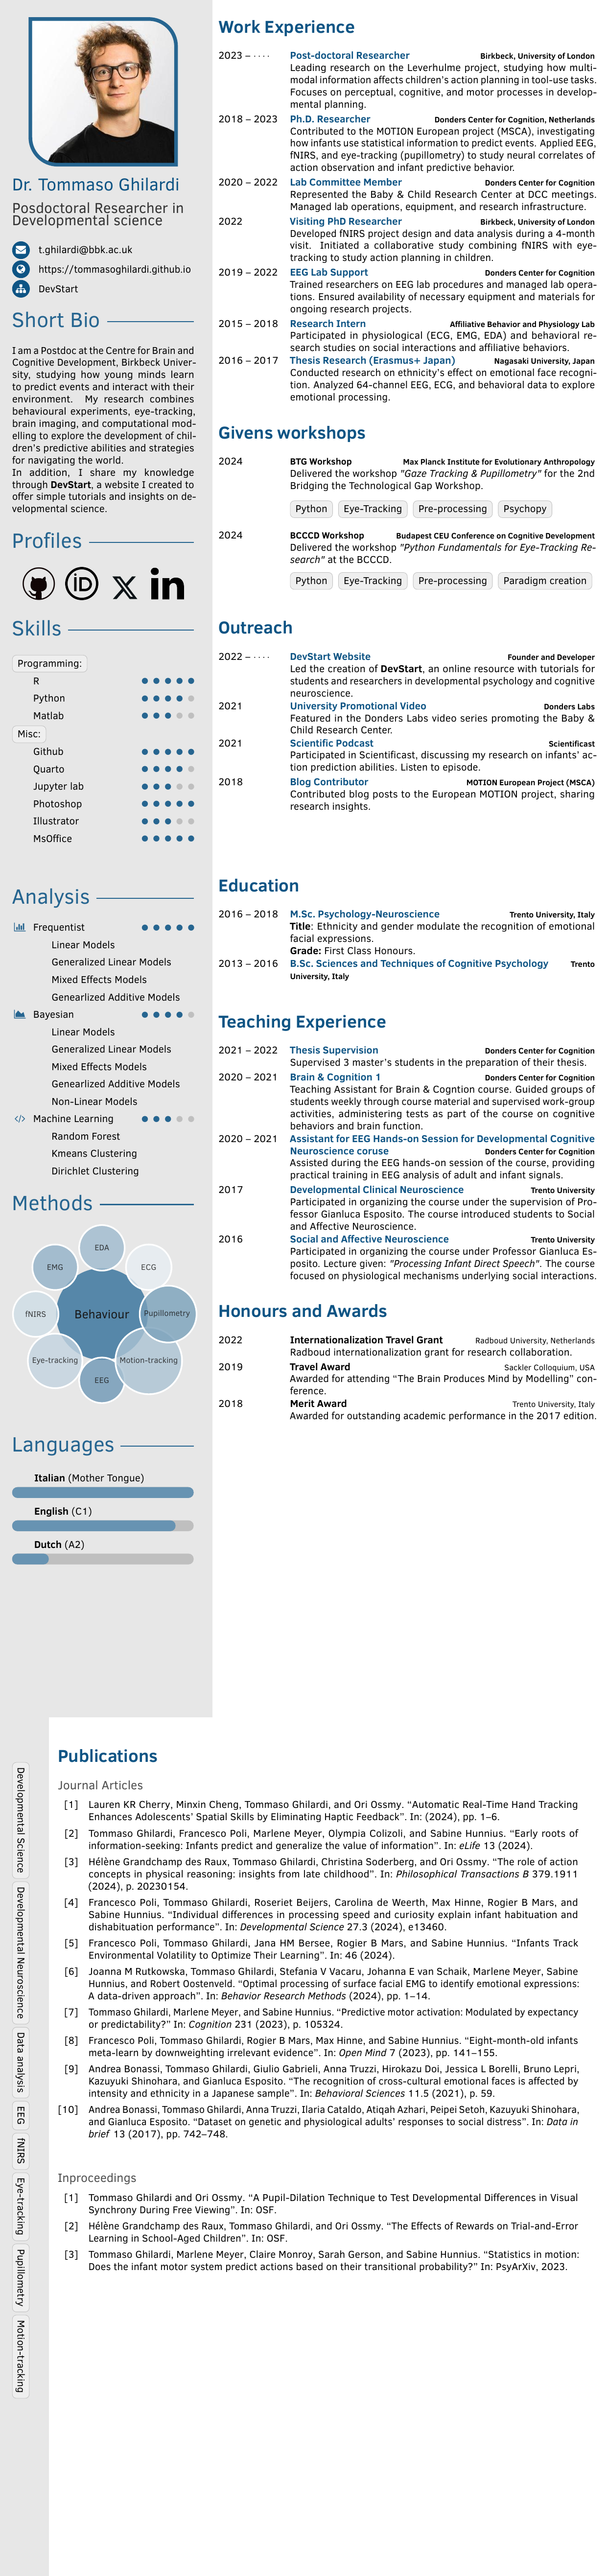 Dr. Tommaso Ghilardi
Posdoctoral Researcher in
Developmental science
t.ghilardi@bbk.ac.uk
https://tommasoghilardi.github.io
DevStart
Short Bio
I am a Postdoc at the Centre for Brain and
Cognitive Development, Birkbeck Univer-
sity, studying how young minds learn
to predict events and interact with their
environment. My research combines
behavioural experiments, eye-tracking,
brain imaging, and computational mod-
elling to explore the development of chil-
dren's predictive abilities and strategies
for navigating the world.
In addition, I share my knowledge
through DevStart, a website I created to
offer simple tutorials and insights on de-
velopmental science.
Profiles
iD
X
in
Skills
Programming:
R
Python
Matlab
Misc:
Github
Quarto
Jupyter lab
Photoshop
Illustrator
MsOffice
Analysis
Frequentist
Linear Models
Generalized Linear Models
Mixed Effects Models
Genearlized Additive Models
Bayesian
Linear Models
Generalized Linear Models
Mixed Effects Models
Genearlized Additive Models
Non-Linear Models
</> Machine Learning
Random Forest
Kmeans Clustering
Dirichlet Clustering
Methods
EDA
EMG
ECG
fNIRS
Behaviour
Pupillometry
Eye-tracking
Motion-tracking
EEG
Languages
Italian (Mother Tongue)
English (C1)
Dutch (A2)
Work Experience
2023 – ···· Post-doctoral Researcher Birkbeck, University of London
Leading research on the Leverholme project, studying how multi-
modal information affects children's action planning in tool-use tasks.
Focuses on perceptual, cognitive, and motor processes in develop-
mental planning.
2018 – 2023 Ph.D. Researcher Donders Center for Cognition, Netherlands
Contributed to the MOTION European project (MSCA), investigating
how infants use statistical information to predict events. Applied EEG,
fNIRS, and eye-tracking (pupillometry) to study neural correlates of
action observation and infant predictive behavior.
2020 – 2022 Lab Committee Member Donders Center for Cognition
Represented the Baby & Child Research Center at DCC meetings.
Managed lab operations, equipment, and research infrastructure.
2022 Visiting PhD Researcher Birkbeck, University of London
Developed fNIRS project design and data analysis during a 4-month
visit. Initiated a collaborative study combining fNIRS with eye-
tracking to study action planning in children.
2019 – 2022 EEG Lab Support Donders Center for Cognition
Trained researchers on EEG lab procedures and managed lab opera-
tions. Ensured availability of necessary equipment and materials for
ongoing research projects.
2015 – 2018 Research Intern Affiliative Behavior and Physiology Lab
Participated in physiological (ECG, EMG, EDA) and behavioral re-
search studies on social interactions and affiliative behaviors.
2016 – 2017 Thesis Research (Erasmus+ Japan) Nagasaki University, Japan
Conducted research on ethnicity's effect on emotional face recogni-
tion. Analyzed 64-channel EEG, ECG, and behavioral data to explore
emotional processing.
Givens workshops
2024 BTG Workshop Max Planck Institute for Evolutionary Anthropology
Delivered the workshop "Gaze Tracking & Pupillometry" for the 2nd
Bridging the Technological Gap Workshop.
Python Eye-Tracking Pre-processing Psychopy
2024 BCCCD Workshop Budapest CEU Conference on Cognitive Development
Delivered the workshop "Python Fundamentals for Eye-Tracking Re-
search" at the BCCCD.
Python Eye-Tracking Pre-processing Paradigm creation
Outreach
2022 – ···· DevStart Website Founder and Developer
Led the creation of DevStart, an online resource with tutorials for
students and researchers in developmental psychology and cognitive
neuroscience.
2021 University Promotional Video Donders Labs
Featured in the Donders Labs video series promoting the Baby &
Child Research Center.
2021 Scientific Podcast Scientificast
Participated in Scientificast, discussing my research on infants' ac-
tion prediction abilities. Listen to episode.
2018 Blog Contributor MOTION European Project (MSCA)
Contributed blog posts to the European MOTION project, sharing
research insights.
Education
2016 – 2018 M.Sc. Psychology-Neuroscience Trento University, Italy
Title: Ethnicity and gender modulate the recognition of emotional
facial expressions.
Grade: First Class Honours.
2013 – 2016 B.Sc. Sciences and Techniques of Cognitive Psychology Trento
University, Italy
Teaching Experience
2021 – 2022 Thesis Supervision Donders Center for Cognition
Supervised 3 master's students in the preparation of their thesis.
2020 – 2021 Brain & Cognition 1 Donders Center for Cognition
Teaching Assistant for Brain & Cogntion course. Guided groups of
students weekly through course material and supervised work-group
activities, administering tests as part of the course on cognitive
behaviors and brain function.
2020 – 2021 Assistant for EEG Hands-on Session for Developmental Cognitive
Neuroscience coruse Donders Center for Cognition
Assisted during the EEG hands-on session of the course, providing
practical training in EEG analysis of adult and infant signals.
2017 Developmental Clinical Neuroscience Trento University
Participated in organizing the course under the supervision of Pro-
fessor Gianluca Esposito. The course introduced students to Social
and Affective Neuroscience.
2016 Social and Affective Neuroscience Trento University
Participated in organizing the course under Professor Gianluca Es-
posito. Lecture given: "Processing Infant Direct Speech". The course
focused on physiological mechanisms underlying social interactions.
Honours and Awards
2022 Internationalization Travel Grant Radboud University, Netherlands
Radboud internationalization grant for research collaboration.
2019 Travel Award Sackler Colloquium, USA
Awarded for attending “The Brain Produces Mind by Modelling” con-
ference.
2018 Merit Award Trento University, Italy
Awarded for outstanding academic performance in the 2017 edition.
Developmental Science
Developmental Neuroscience
Data analysis
EEG
fNIRS
Eye-tracking
Pupillometry
Motion-tracking
Publications
Journal Articles
[1] Lauren KR Cherry, Minxin Cheng, Tommaso Ghilardi, and Ori Ossmy. “Automatic Real-Time Hand Tracking
Enhances Adolescents' Spatial Skills by Eliminating Haptic Feedback”. In: (2024), pp. 1–6.
[2] Tommaso Ghilardi, Francesco Poli, Marlene Meyer, Olympia Colizoli, and Sabine Hunnius. “Early roots of
information-seeking: Infants predict and generalize the value of information”. In: eLife 13 (2024).
[3] Hélène Grandchamp des Raux, Tommaso Ghilardi, Christina Soderberg, and Ori Ossmy. “The role of action
concepts in physical reasoning: insights from late childhood”. In: Philosophical Transactions B 379.1911
(2024), p. 20230154.
[4] Francesco Poli, Tommaso Ghilardi, Roseriet Beijers, Carolina de Weerth, Max Hinne, Rogier B Mars, and
Sabine Hunnius. “Individual differences in processing speed and curiosity explain infant habituation and
dishabituation performance”. In: Developmental Science 27.3 (2024), e13460.
[5] Francesco Poli, Tommaso Ghilardi, Jana HM Bersee, Rogier B Mars, and Sabine Hunnius. “Infants Track
Environmental Volatility to Optimize Their Learning”. In: 46 (2024).
[6] Joanna M Rutkowska, Tommaso Ghilardi, Stefania V Vacaru, Johanna E van Schaik, Marlene Meyer, Sabine
Hunnius, and Robert Oostenveld. “Optimal processing of surface facial EMG to identify emotional expressions:
A data-driven approach”. In: Behavior Research Methods (2024), pp. 1–14.
[7] Tommaso Ghilardi, Marlene Meyer, and Sabine Hunnius. “Predictive motor activation: Modulated by expectancy
or predictability?” In: Cognition 231 (2023), p. 105324.
[8] Francesco Poli, Tommaso Ghilardi, Rogier B Mars, Max Hinne, and Sabine Hunnius. “Eight-month-old infants
meta-learn by downweighting irrelevant evidence”. In: Open Mind 7 (2023), pp. 141–155.
[9] Andrea Bonassi, Tommaso Ghilardi, Giulio Gabrieli, Anna Truzzi, Hirokazu Doi, Jessica L Borelli, Bruno Lepri,
Kazuyuki Shinohara, and Gianluca Esposito. “The recognition of cross-cultural emotional faces is affected by
intensity and ethnicity in a Japanese sample”. In: Behavioral Sciences 11.5 (2021), p. 59.
[10] Andrea Bonassi, Tommaso Ghilardi, Anna Truzzi, Ilaria Cataldo, Atiqah Azhari, Peipei Setoh, Kazuyuki Shinohara,
and Gianluca Esposito. “Dataset on genetic and physiological adults' responses to social distress”. In: Data in
brief 13 (2017), pp. 742–748.
Inproceedings
[1] Tommaso Ghilardi and Ori Ossmy. “A Pupil-Dilation Technique to Test Developmental Differences in Visual
Synchrony During Free Viewing”. In: OSF.
[2] Hélène Grandchamp des Raux, Tommaso Ghilardi, and Ori Ossmy. “The Effects of Rewards on Trial-and-Error
Learning in School-Aged Children”. In: OSF.
[3] Tommaso Ghilardi, Marlene Meyer, Claire Monroy, Sarah Gerson, and Sabine Hunnius. “Statistics in motion:
Does the infant motor system predict actions based on their transitional probability?” In: PsyArXiv, 2023.